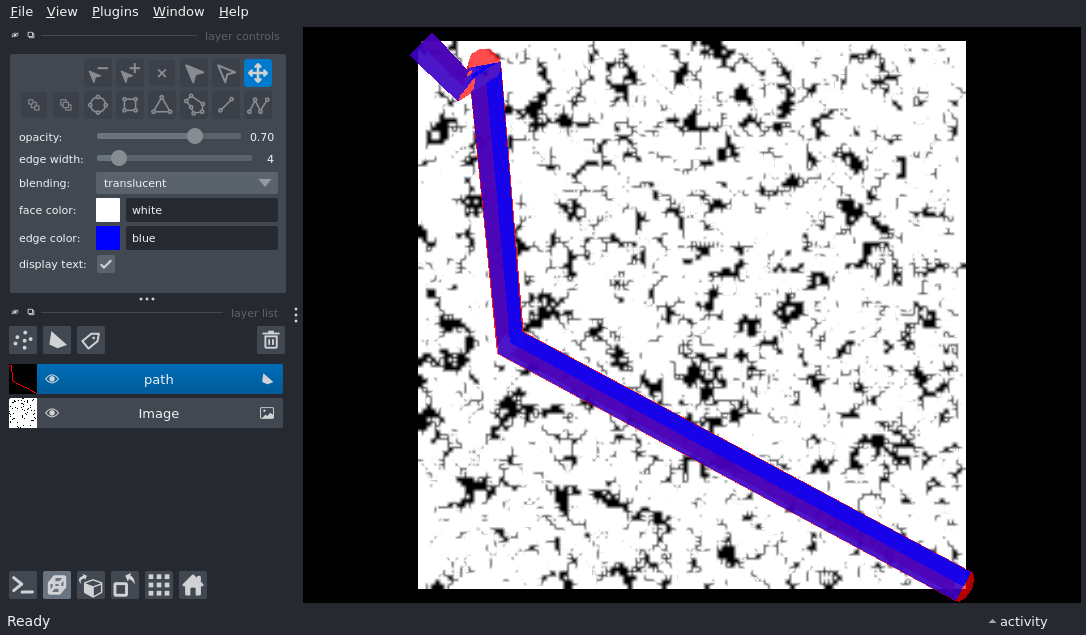 File View Plugins Window Help
layer controls
opacity: 0.70
edge width: 4
blending: translucent
face color: white
edge color: blue
display text:
layer list
path
Image
Ready
activity